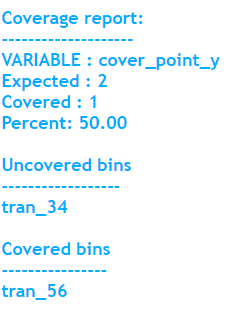 Coverage report:
--------------------
VARIABLE : cover_point_y
Expected : 2
Covered : 1
Percent: 50.00
Uncovered bins
------------------
tran_34
Covered bins
----------------
tran_56